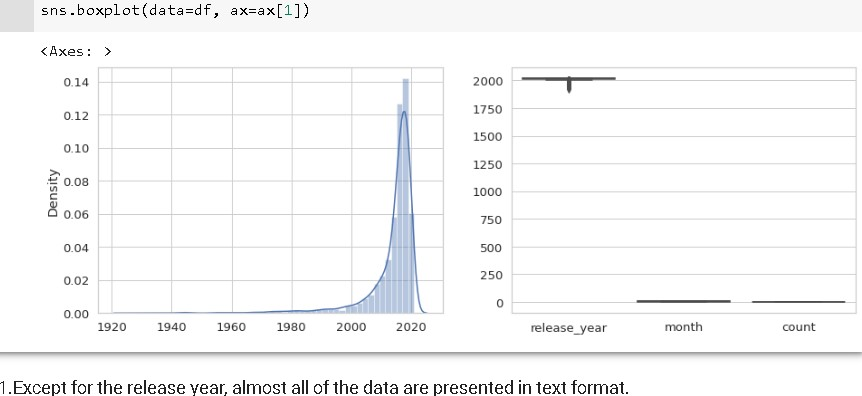 sns.boxplot(data=df, ax=ax[1])
<Axes: >
0.14
0.12
0.10
0.08
0.06
0.04
0.02
0.00
Density
1920 1940 1960 1980 2000 2020
2000
1750
1500
1250
1000
750
500
250
0
release_year month count
1.Except for the release year, almost all of the data are presented in text format.